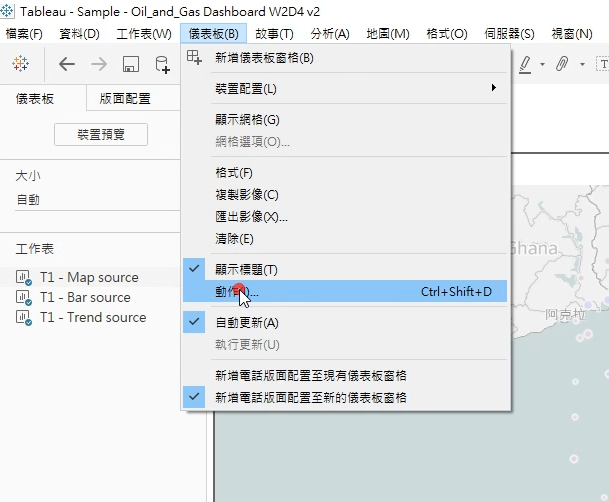 Tableau - Sample - Oil_and_Gas Dashboard W2D4 v2
檔案(F) 資料(D) 工作表(W) 儀表板(B) 故事(T) 分析(A) 地圖(M) 格式(O) 伺服器(S) 視窗(N)
儀表板 版面配置
裝置預覽
大小
自動
工作表
T1 - Map source
T1 - Bar source
T1 - Trend source
新增儀表板窗格(B)
裝置配置(L)
顯示網格(G)
網格選項(O)...
格式(F)
複製影像(C)
匯出影像(X)...
清除(E)
顯示標題(T)
動作...  Ctrl+Shift+D
自動更新(A)
執行更新(U)
新增電話版面配置至現有儀表板窗格
新增電話版面配置至新的儀表板窗格
Ghana
阿克拉